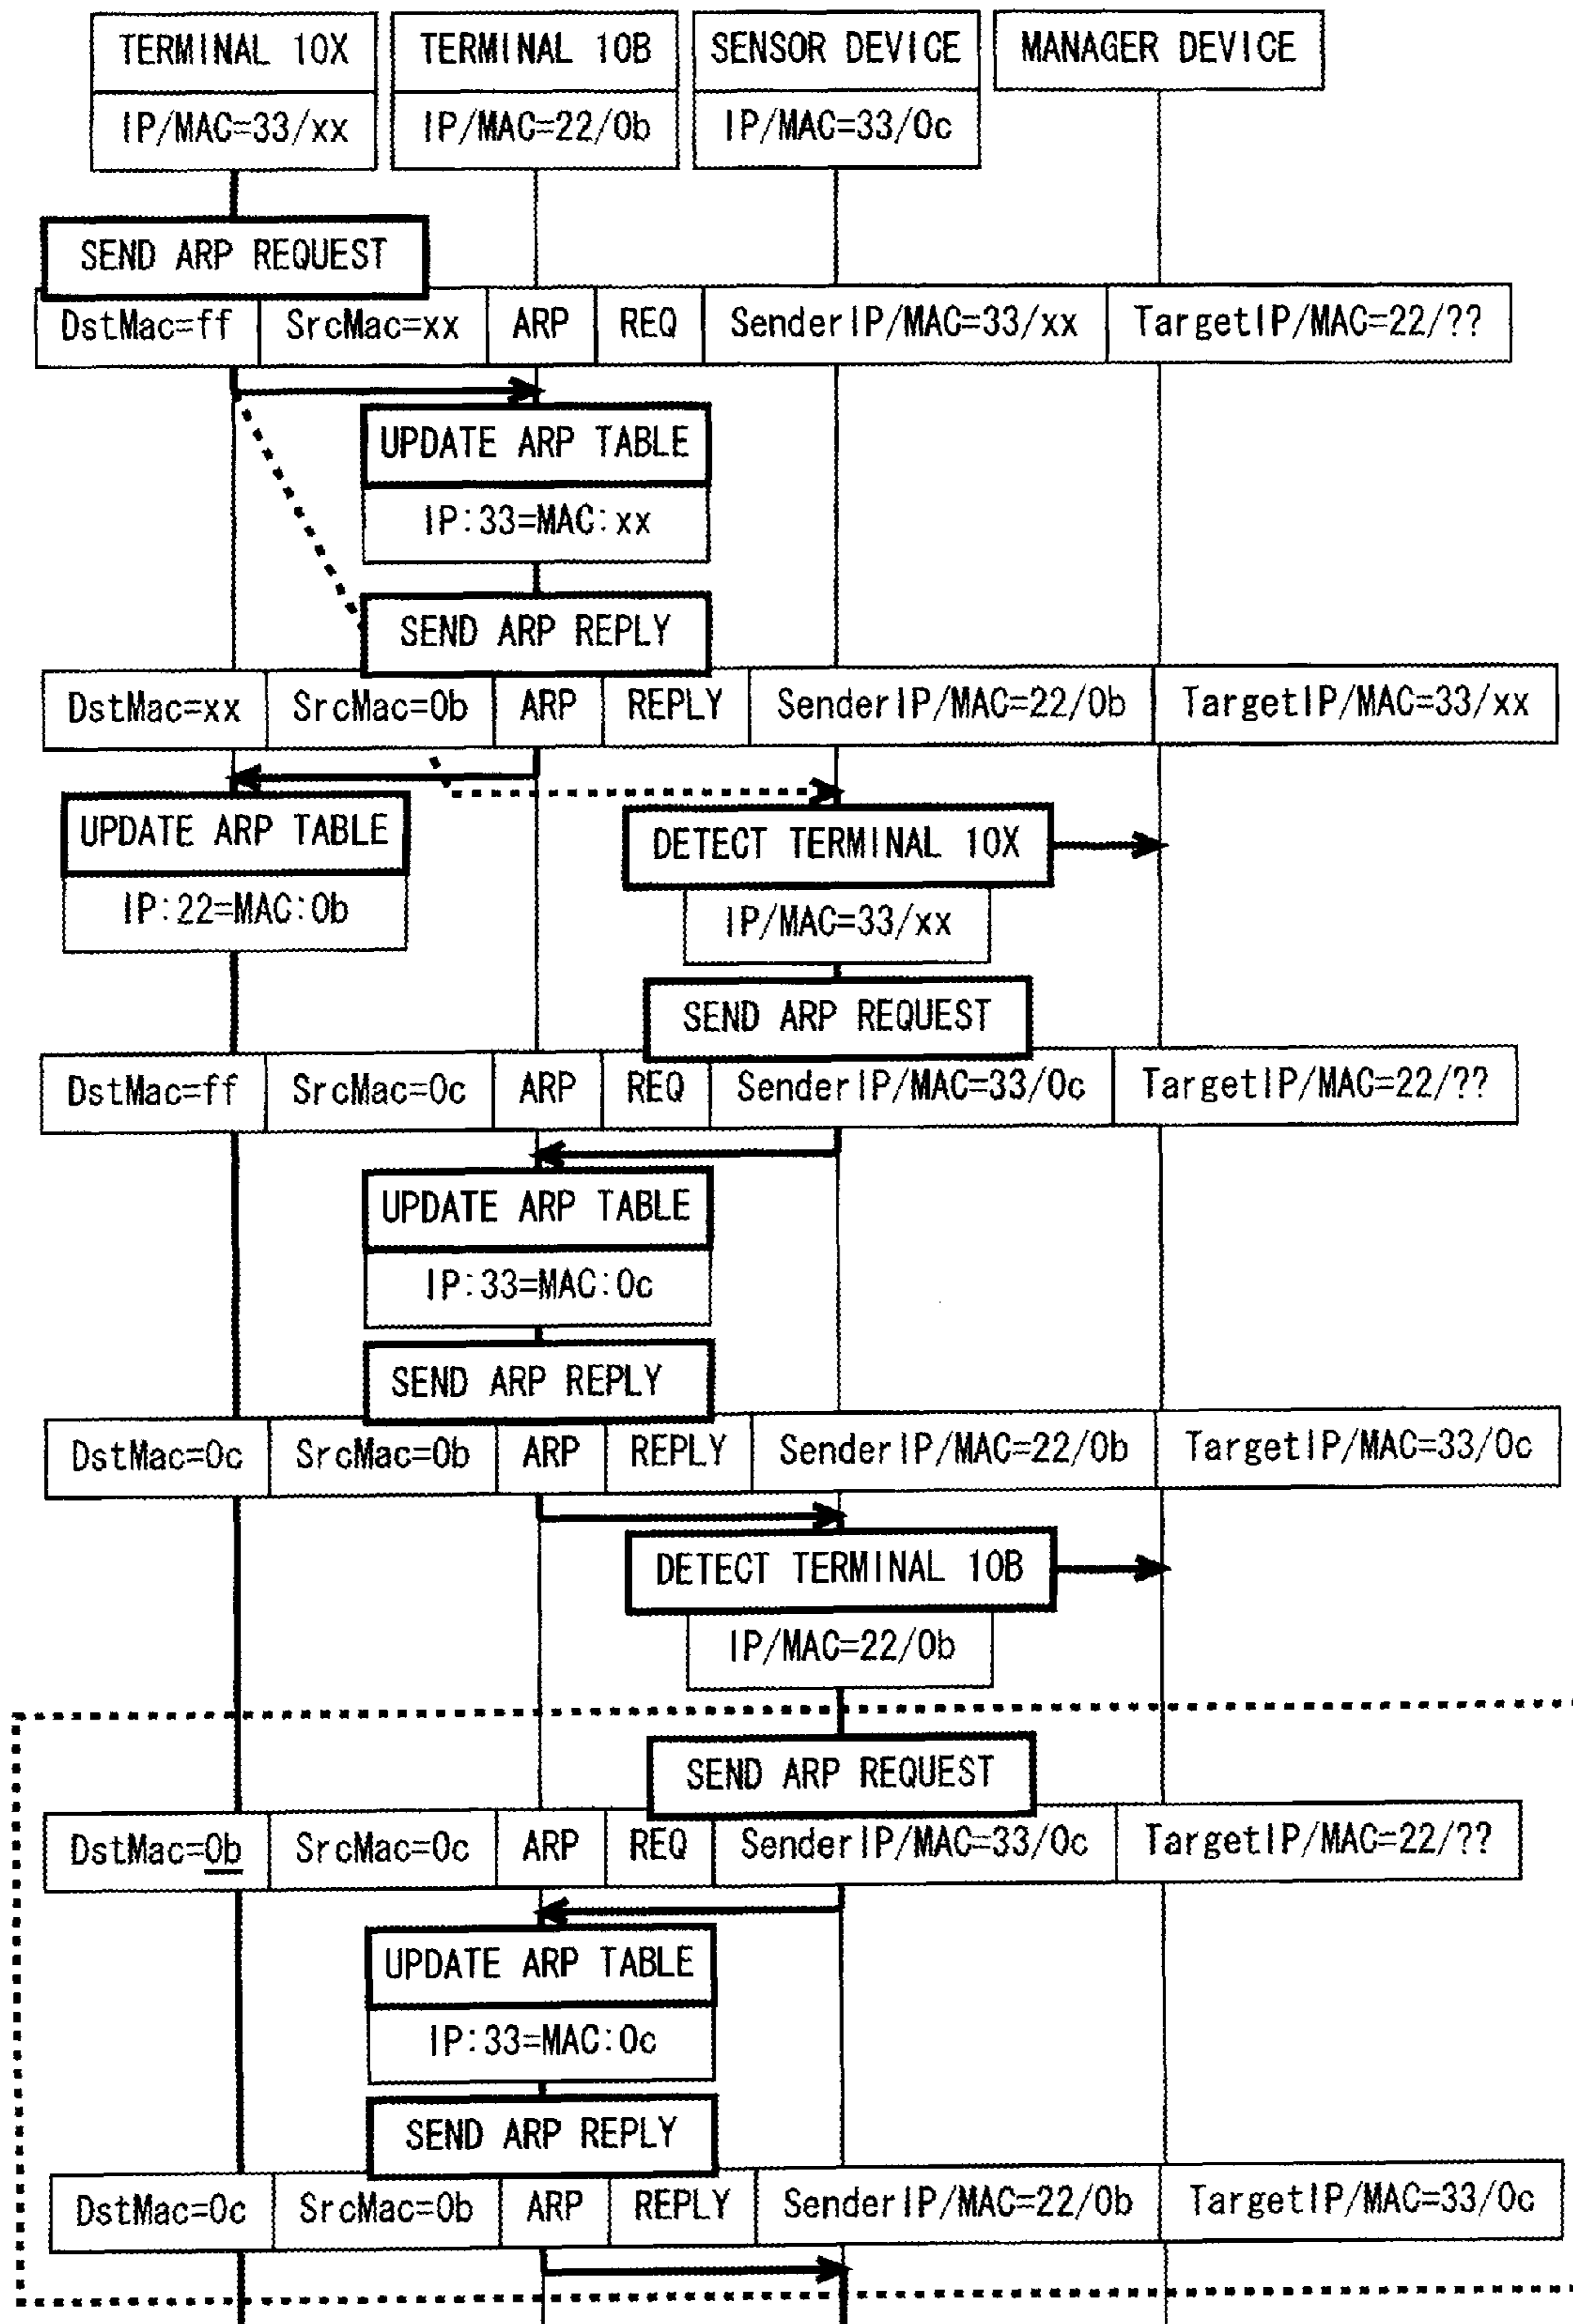 TERMINAL 10X TERMINAL 10B SENSOR DEVICE MANAGER DEVICE
IP/MAC=33/xx IP/MAC=22/0b IP/MAC=33/0c
SEND ARP REQUEST
DstMac=ff SrcMac=xx ARP REQ SenderIP/MAC=33/xx TargetIP/MAC=22/??
UPDATE ARP TABLE
IP:33=MAC:xx
SEND ARP REPLY
DstMac=xx SrcMac=0b ARP REPLY SenderIP/MAC=22/0b TargetIP/MAC=33/xx
UPDATE ARP TABLE DETECT TERMINAL 10X
IP:22=MAC:0b IP/MAC=33/xx
SEND ARP REQUEST
DstMac=ff SrcMac=0c ARP REQ SenderIP/MAC=33/0c TargetIP/MAC=22/??
UPDATE ARP TABLE
IP:33=MAC:0c
SEND ARP REPLY
DstMac=0c SrcMac=0b ARP REPLY SenderIP/MAC=22/0b TargetIP/MAC=33/0c
DETECT TERMINAL 10B
IP/MAC=22/0b
SEND ARP REQUEST
DstMac=0b SrcMac=0c ARP REQ SenderIP/MAC=33/0c TargetIP/MAC=22/??
UPDATE ARP TABLE
IP:33=MAC:0c
SEND ARP REPLY
DstMac=0c SrcMac=0b ARP REPLY SenderIP/MAC=22/0b TargetIP/MAC=33/0c